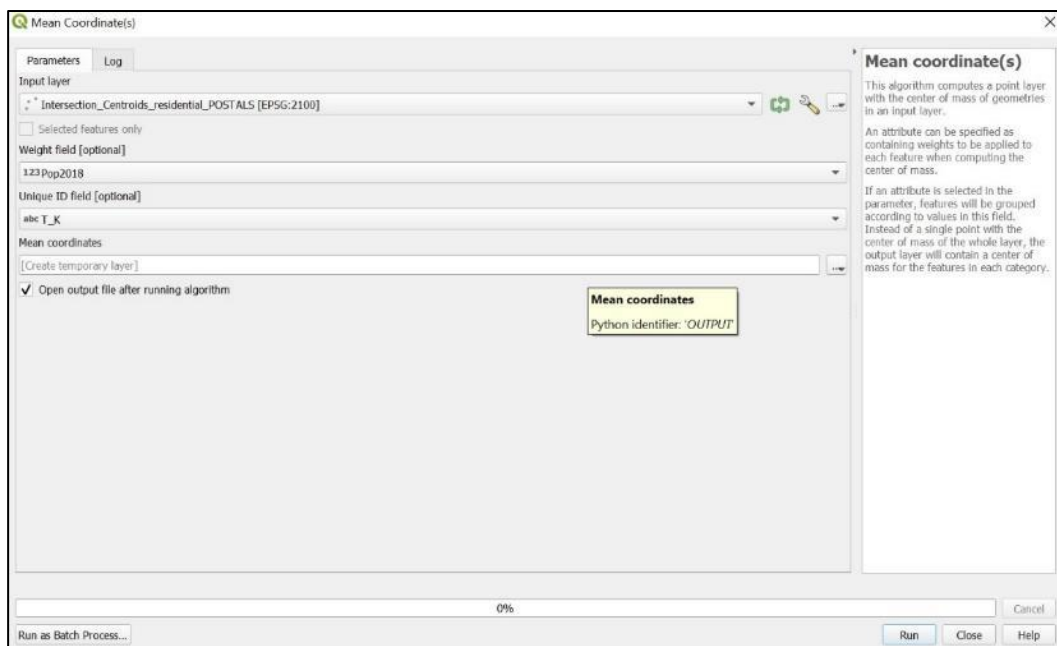 Mean Coordinate(s)
Parameters
Log
Input layer
Intersection_Centroids_residential_POSTALS [EPSG:2100]
Selected features only
Weight field [optional]
123 Pop2018
Unique ID field [optional]
abc T_K
Mean coordinates
[Create temporary layer]
Open output file after running algorithm
Mean coordinates
Python identifier: 'OUTPUT'
Mean coordinate(s)
This algorithm computes a point layer
with the center of mass of geometries
in an input layer.
An attribute can be specified as
containing weights to be applied to
each feature when computing the
center of mass.
If an attribute is selected in the
parameter, features will be grouped
according to values in this field.
Instead of a single point with the
center of mass of the whole layer, the
output layer will contain a center of
mass for the features in each category.
0%
Cancel
Run as Batch Process...
Run
Close
Help